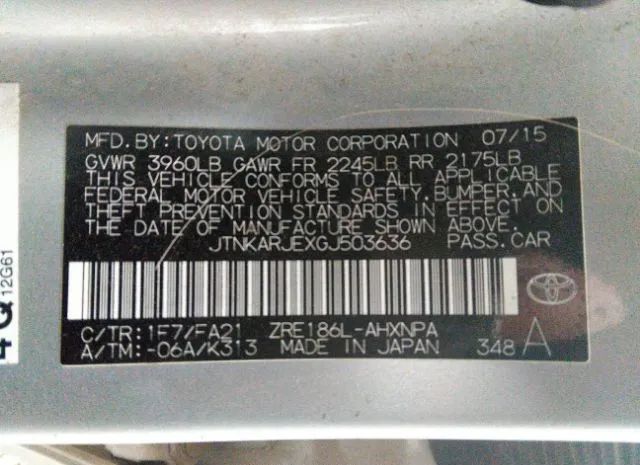 MFD. BY: TOYOTA MOTOR CORPORATION 07/15
GVWR 3960LB GAWR FR 2245LB RR 2175LB
THIS VEHICLE CONFORMS TO ALL APPLICABLE
FEDERAL MOTOR VEHICLE SAFETY, BUMPER, AND
THEFT PREVENTION STANDARDS IN EFFECT ON
THE DATE OF MANUFACTURE SHOWN ABOVE.
JTNKARJEXGJ503636 PASS. CAR
C/TR: 1F7/FA21 ZRE186L-AHXNPA
A/TM: -06A/K313 MADE IN JAPAN 348 A
12G61